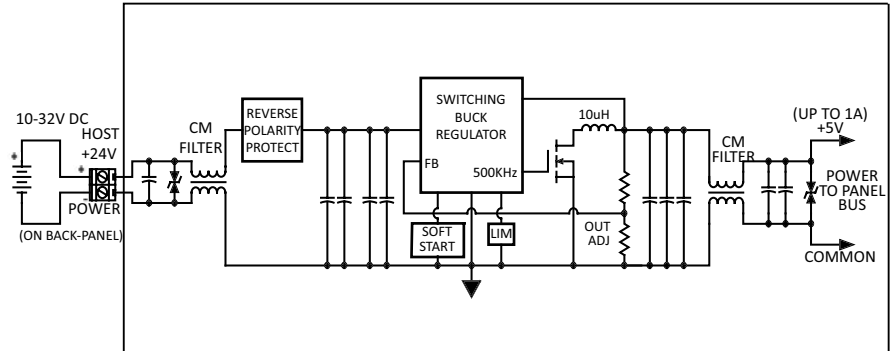 10-32V DC
HOST
+24V
POWER
(ON BACK-PANEL)
CM
FILTER
REVERSE
POLARITY
PROTECT
SWITCHING
BUCK
REGULATOR
FB
500KHz
SOFT
START
LIM
10uH
OUT
ADJ
CM
FILTER
(UP TO 1A)
+5V
POWER
TO PANEL
BUS
COMMON